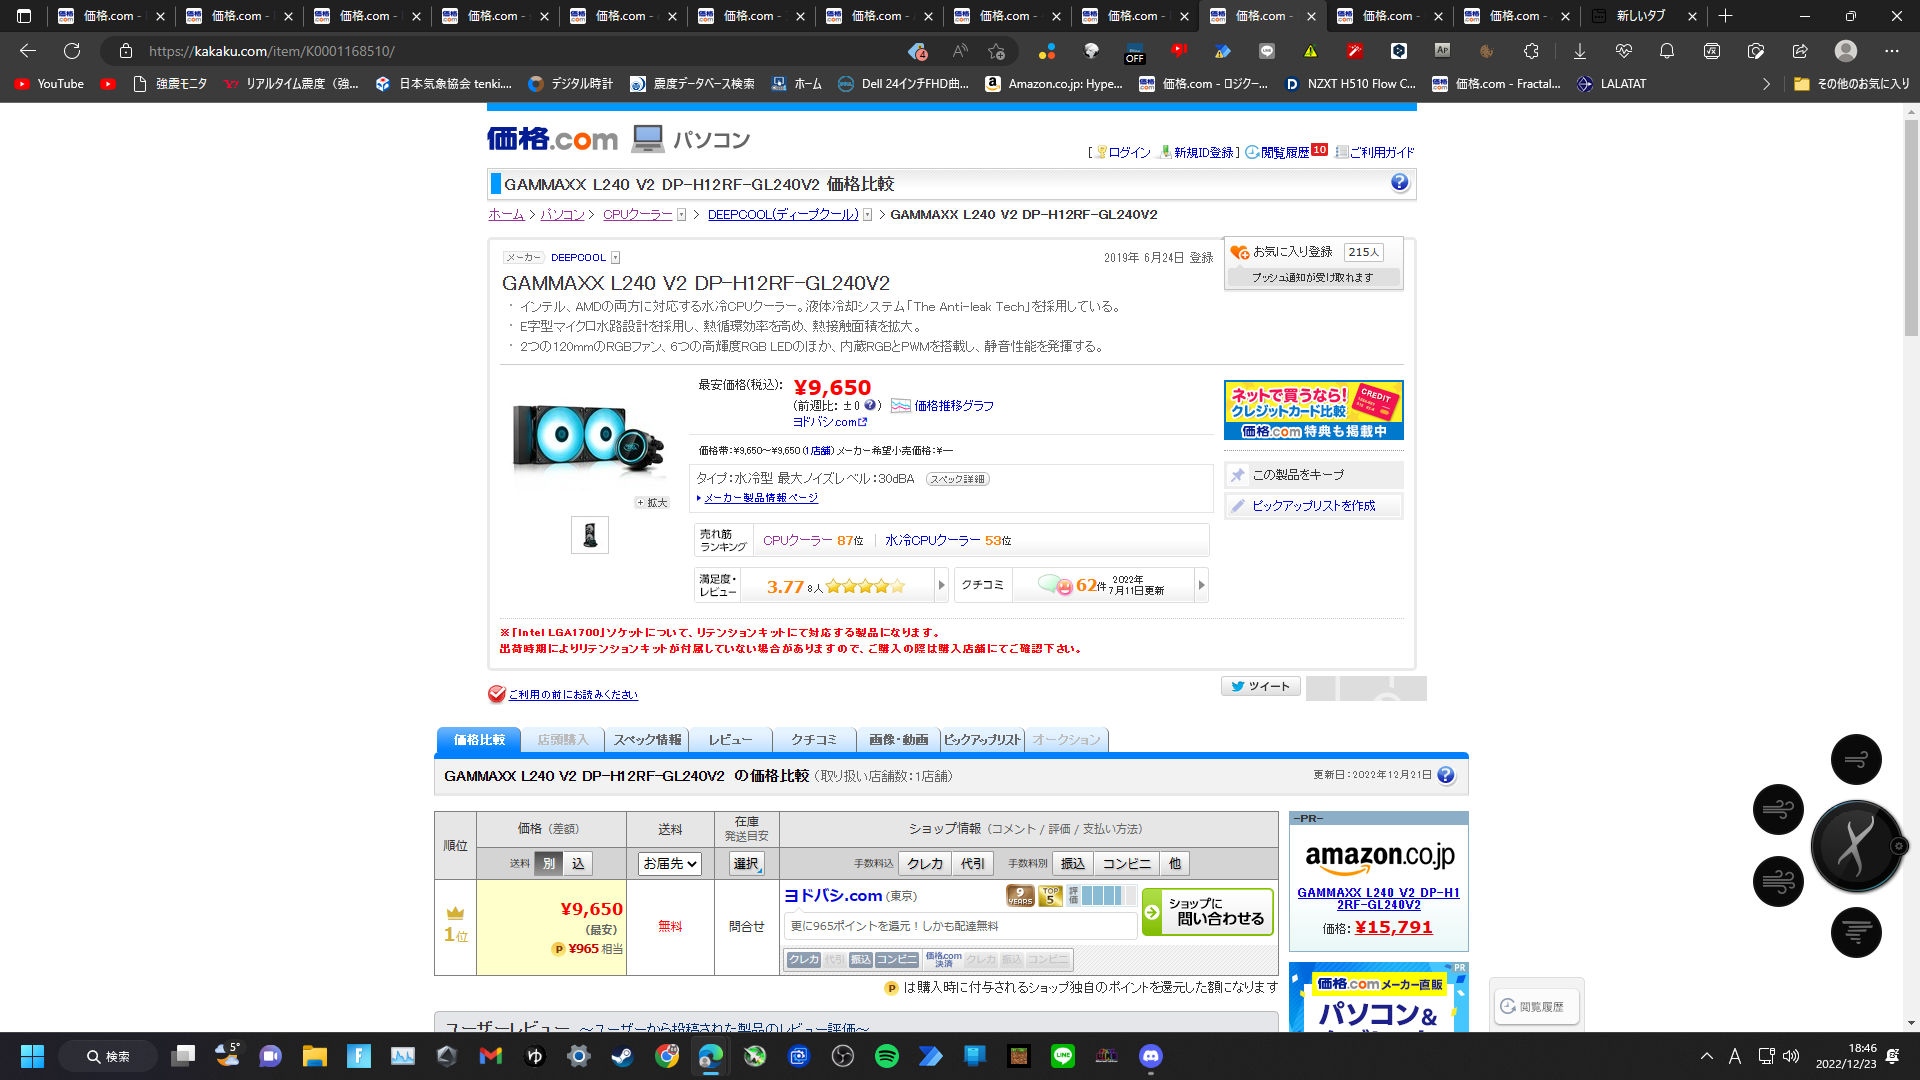 価格.com -
価格.com -
価格.com -
価格.com -
価格.com -
価格.com -
価格.com -
価格.com -
価格.com -
価格.com -
価格.com -
価格.com -
新しいタブ
https://kakaku.com/item/K0001168510/
4
OFF
AP
YouTube
強震モニタ
リアルタイム震度（強...
日本気象協会 tenki....
デジタル時計
震度データベース検索
ホーム
Dell 24インチFHD曲...
Amazon.co.jp: Hype...
価格.com - ロジクー...
NZXT H510 Flow C...
価格.com - Fractal...
LALATAT
その他のお気に入り
価格.com パソコン
[ ログイン 新規ID登録 ] 閲覧履歴 10 ご利用ガイド
GAMMAXX L240 V2 DP-H12RF-GL240V2 価格比較
ホーム > パソコン > CPUクーラー > DEEPCOOL(ディープクール) > GAMMAXX L240 V2 DP-H12RF-GL240V2
メーカー DEEPCOOL
2019年 6月24日 登録
お気に入り登録 215人
プッシュ通知が受け取れます
GAMMAXX L240 V2 DP-H12RF-GL240V2
・ インテル、AMDの両方に対応する水冷CPUクーラー。液体冷却システム「The Anti-leak Tech」を採用している。
・ E字型マイクロ水路設計を採用し、熱循環効率を高め、熱接触面積を拡大。
・ 2つの120mmのRGBファン、6つの高輝度RGB LEDのほか、内蔵RGBとPWMを搭載し、静音性能を発揮する。
最安価格(税込): ¥9,650
(前週比: ±0 ) 価格推移グラフ
ヨドバシ.com
価格帯:¥9,650～¥9,650 (1店舗) メーカー希望小売価格:¥―
タイプ：水冷型 最大ノイズレベル：30dBA スペック詳細
メーカー製品情報ページ
+ 拡大
売れ筋ランキング CPUクーラー 87位 水冷CPUクーラー 53位
満足度・レビュー 3.77 8人
クチコミ 62件 2022年7月11日更新
ネットで買うなら!
クレジットカード比較
CREDIT
価格.com 特典も掲載中
この製品をキープ
ピックアップリストを作成
※「Intel LGA1700」ソケットについて、リテンションキットにて対応する製品になります。
出荷時期によりリテンションキットが付属していない場合がありますので、ご購入の際は購入店舗にてご確認下さい。
ご利用の前にお読みください
ツイート
価格比較 店頭購入 スペック情報 レビュー クチコミ 画像・動画 ピックアップリスト オークション
GAMMAXX L240 V2 DP-H12RF-GL240V2 の価格比較 (取り扱い店舗数：1店舗)
更新日：2022年12月21日
順位 価格 (差額) 送料 在庫 発送目安 ショップ情報 (コメント / 評価 / 支払い方法)
送料 別 込 お届先 選択 手数料込 クレカ 代引 手数料別 振込 コンビニ 他
1位
¥9,650
(最安)
P ¥965 相当
無料
問合せ
ヨドバシ.com (東京)
9 YEARS TOP 5 評価
更に965ポイントを還元！しかも配達無料
クレカ 代引 振込 コンビニ 価格.com決済 クレカ 振込 コンビニ
ショップに
問い合わせる
P は購入時に付与されるショップ独自のポイントを還元した額になります
-PR-
amazon.co.jp
GAMMAXX L240 V2 DP-H12RF-GL240V2
価格: ¥15,791
PR
価格.comメーカー直販
パソコン&
ユーザーレビュー ～ユーザーから投稿された製品のレビュー評価～
閲覧履歴
検索
5°
LINE
A
18:46
2022/12/23